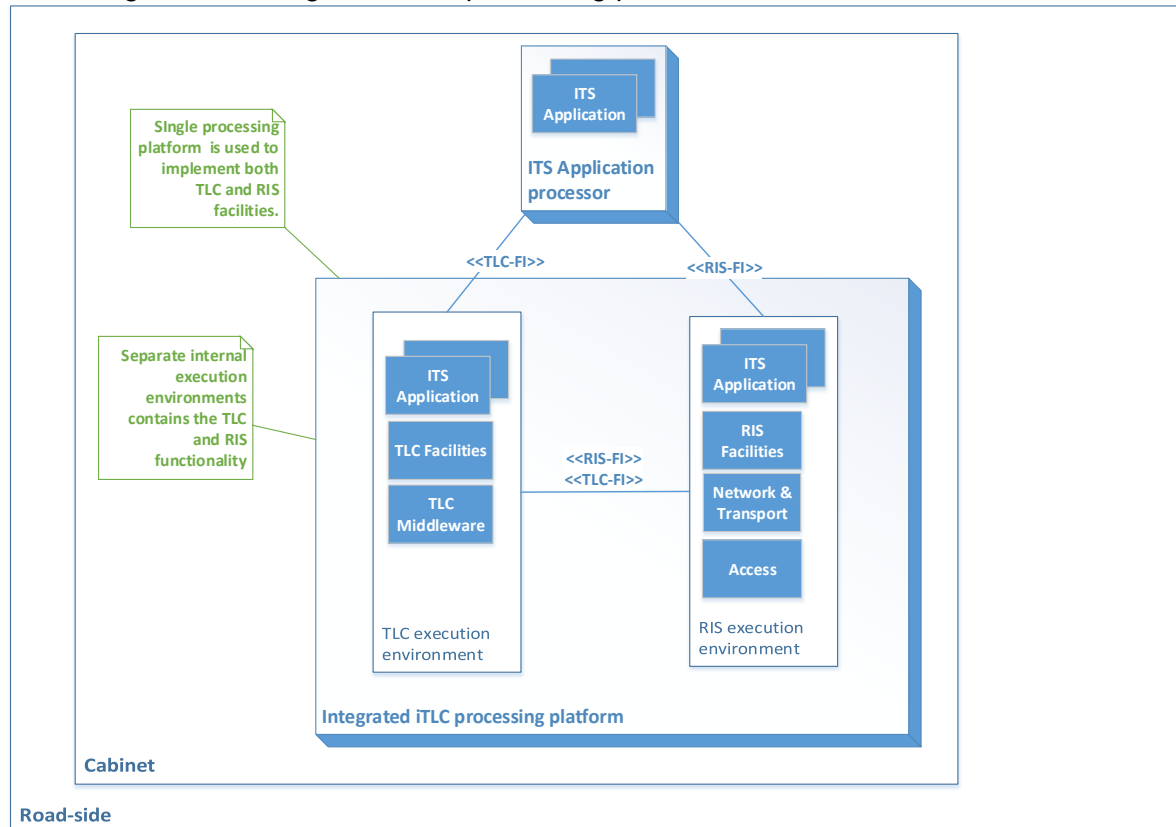 SIngle processing
platform  is used to
implement both
TLC and RIS
facilities.
ITS
Application
ITS Application
processor
<<TLC-FI>>
<<RIS-FI>>
Separate internal
execution
environments
contains the TLC
and RIS
functionality
ITS
Application
TLC Facilities
TLC
Middleware
TLC execution
environment
<<RIS-FI>>
<<TLC-FI>>
ITS
Application
RIS
Facilities
Network &
Transport
Access
RIS execution
environment
Integrated iTLC processing platform
Cabinet
Road-side